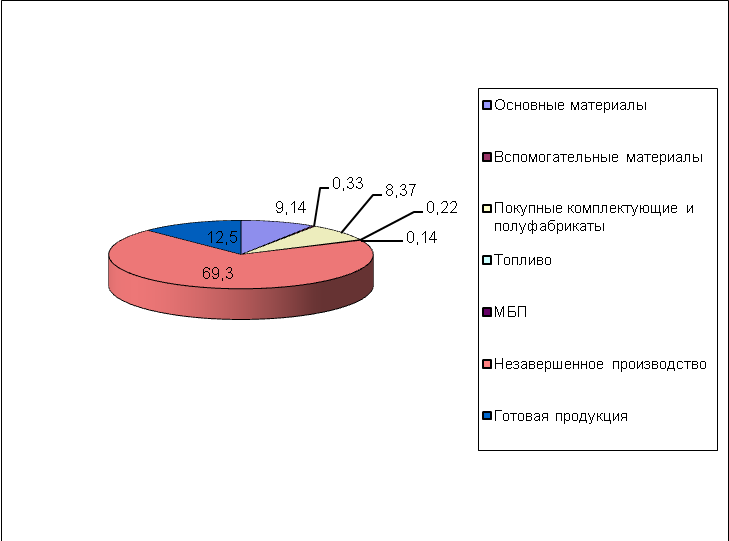 0,33
8,37
9,14
0,22
12,5
0,14
69,3
Основные материалы
Вспомогательные материалы
Покупные комплектующие и
полуфабрикаты
Топливо
МБП
Незавершенное производство
Готовая продукция